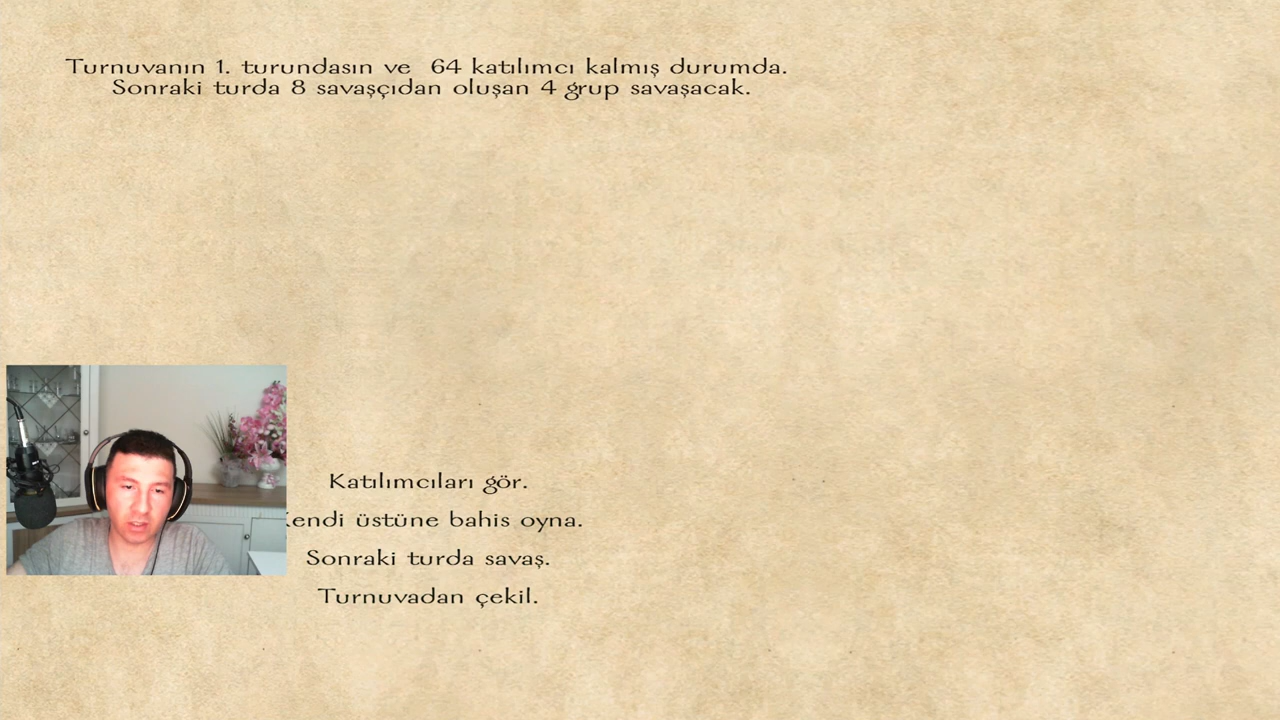 Turnuvanın 1. turundasın ve 64 katılımcı kalmış durumda.
Sonraki turda 8 savaşçıdan oluşan 4 grup savaşacak.
Katılımcıları gör.
endi üstüne bahis oyna.
Sonraki turda savaş.
Turnuvadan çekil.